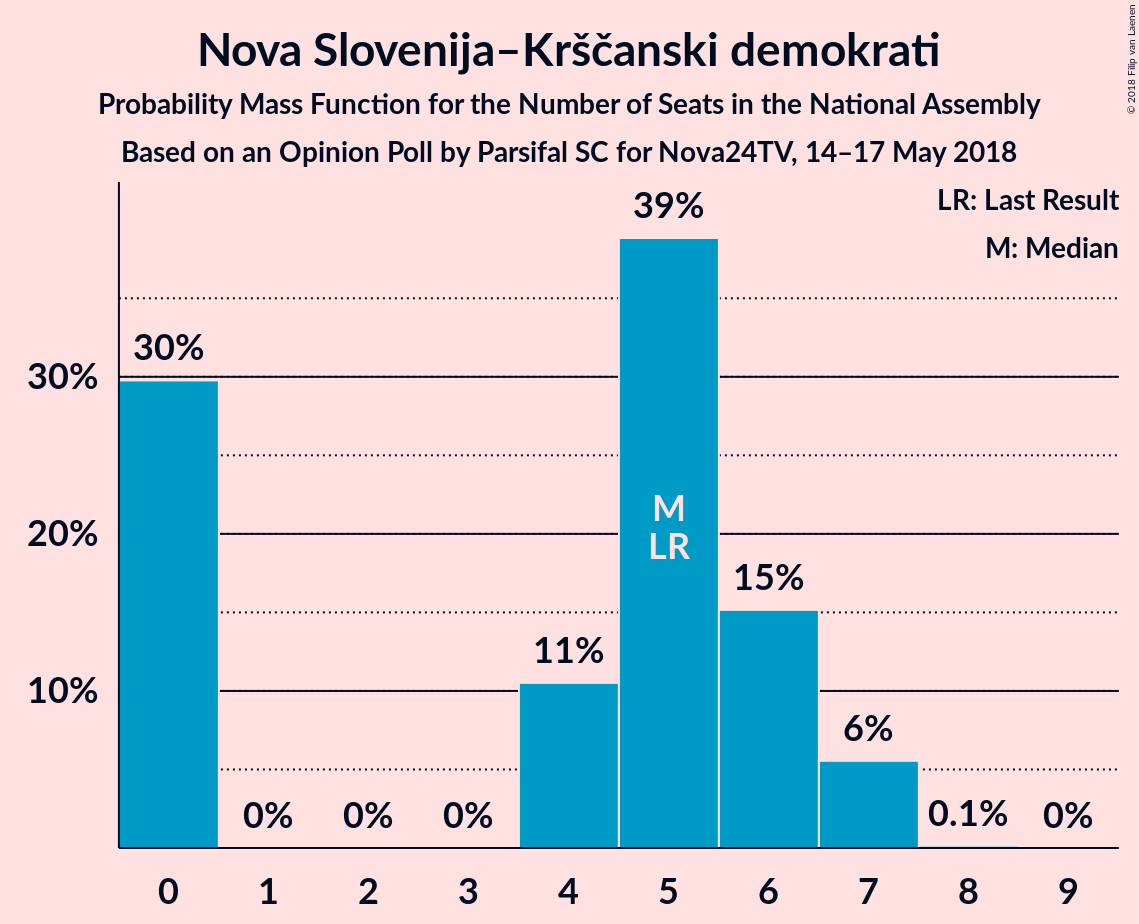 Nova Slovenija–Krščanski demokrati
Probability Mass Function for the Number of Seats in the National Assembly
Based on an Opinion Poll by Parsifal SC for Nova24TV, 14–17 May 2018
© 2018 Filip van Laenen
LR: Last Result
M: Median
39%
30%
30%
M
20%
LR
15%
11%
10%
6%
0% 0% 0% 0.1% 0%
0 1 2 3 4 5 6 7 8 9